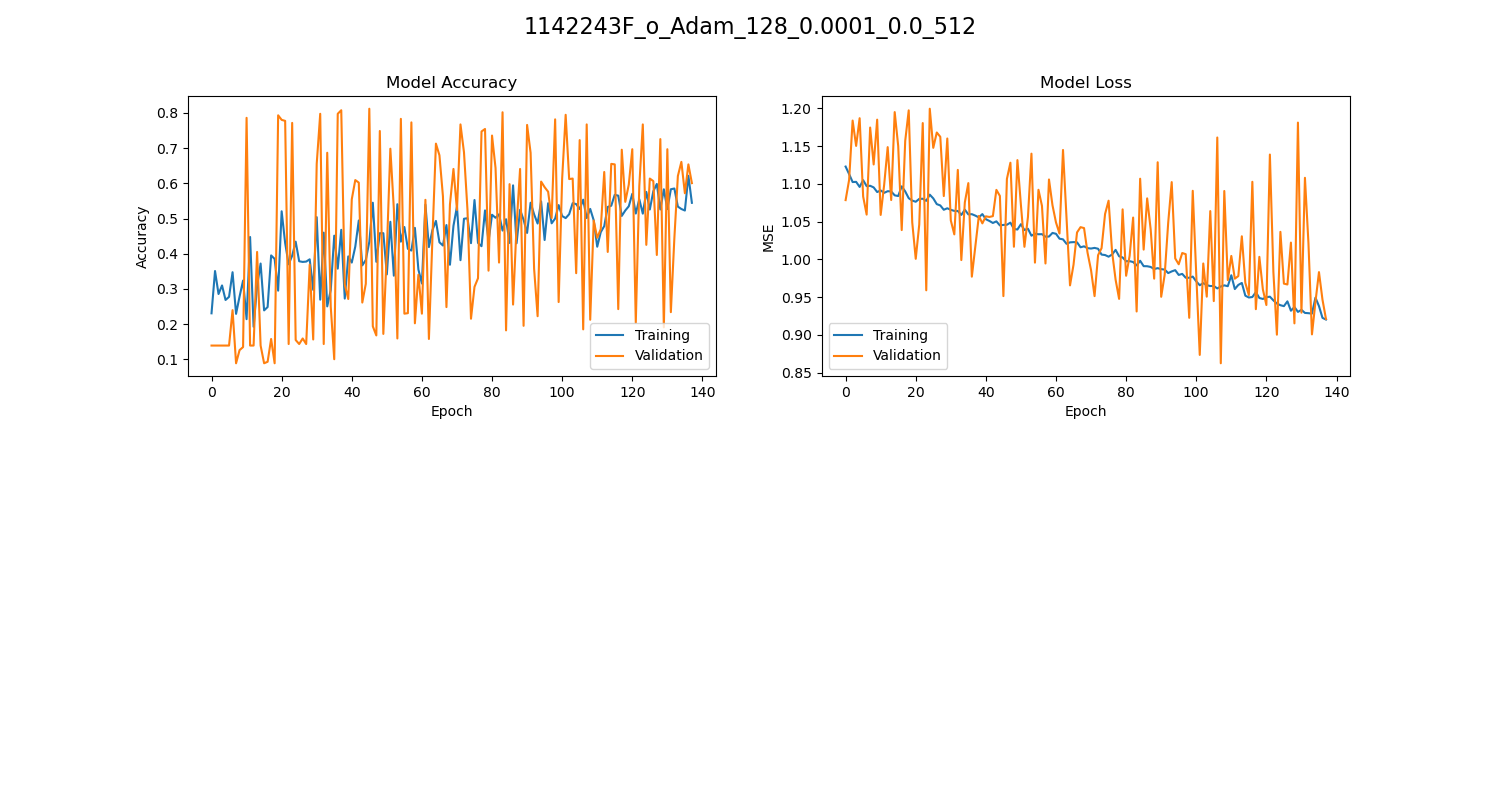 1142243F_o_Adam_128_0.0001_0.0_512
Model Accuracy
Accuracy
0.8
0.7
0.6
0.5
0.4
0.3
0.2
0.1
0 20 40 60 80 100 120 140
Epoch
Training
Validation
Model Loss
MSE
1.20
1.15
1.10
1.05
1.00
0.95
0.90
0.85
0 20 40 60 80 100 120 140
Epoch
Training
Validation